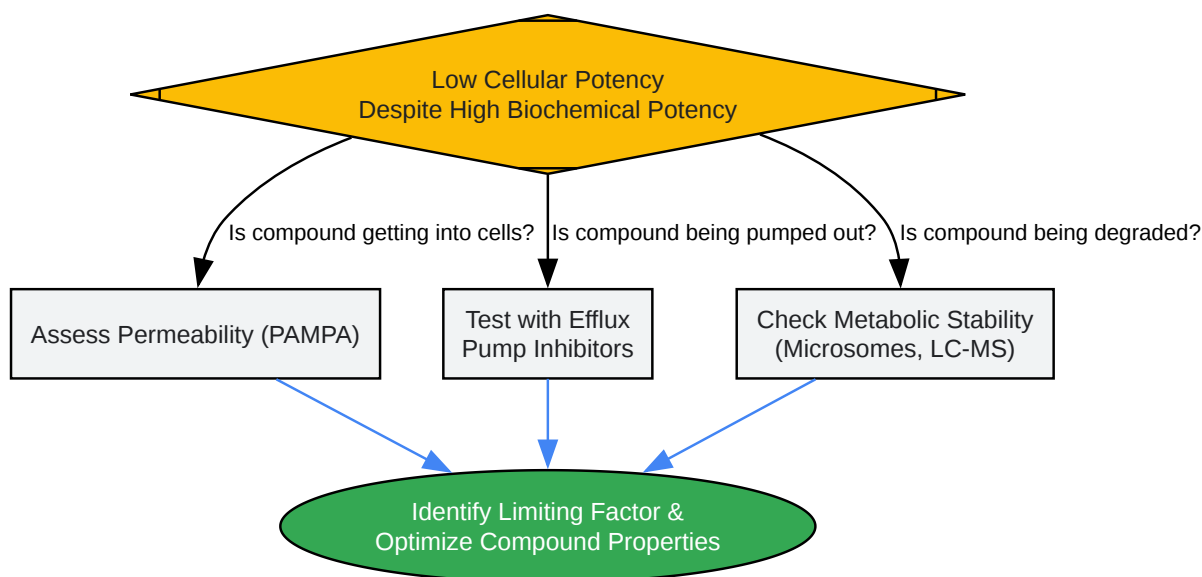 Low Cellular Potency
Despite High Biochemical Potency
Is compound getting into cells?
Is compound being pumped out?
Is compound being degraded?
Assess Permeability (PAMPA)
Test with Efflux
Pump Inhibitors
Check Metabolic Stability
(Microsomes, LC-MS)
Identify Limiting Factor &
Optimize Compound Properties